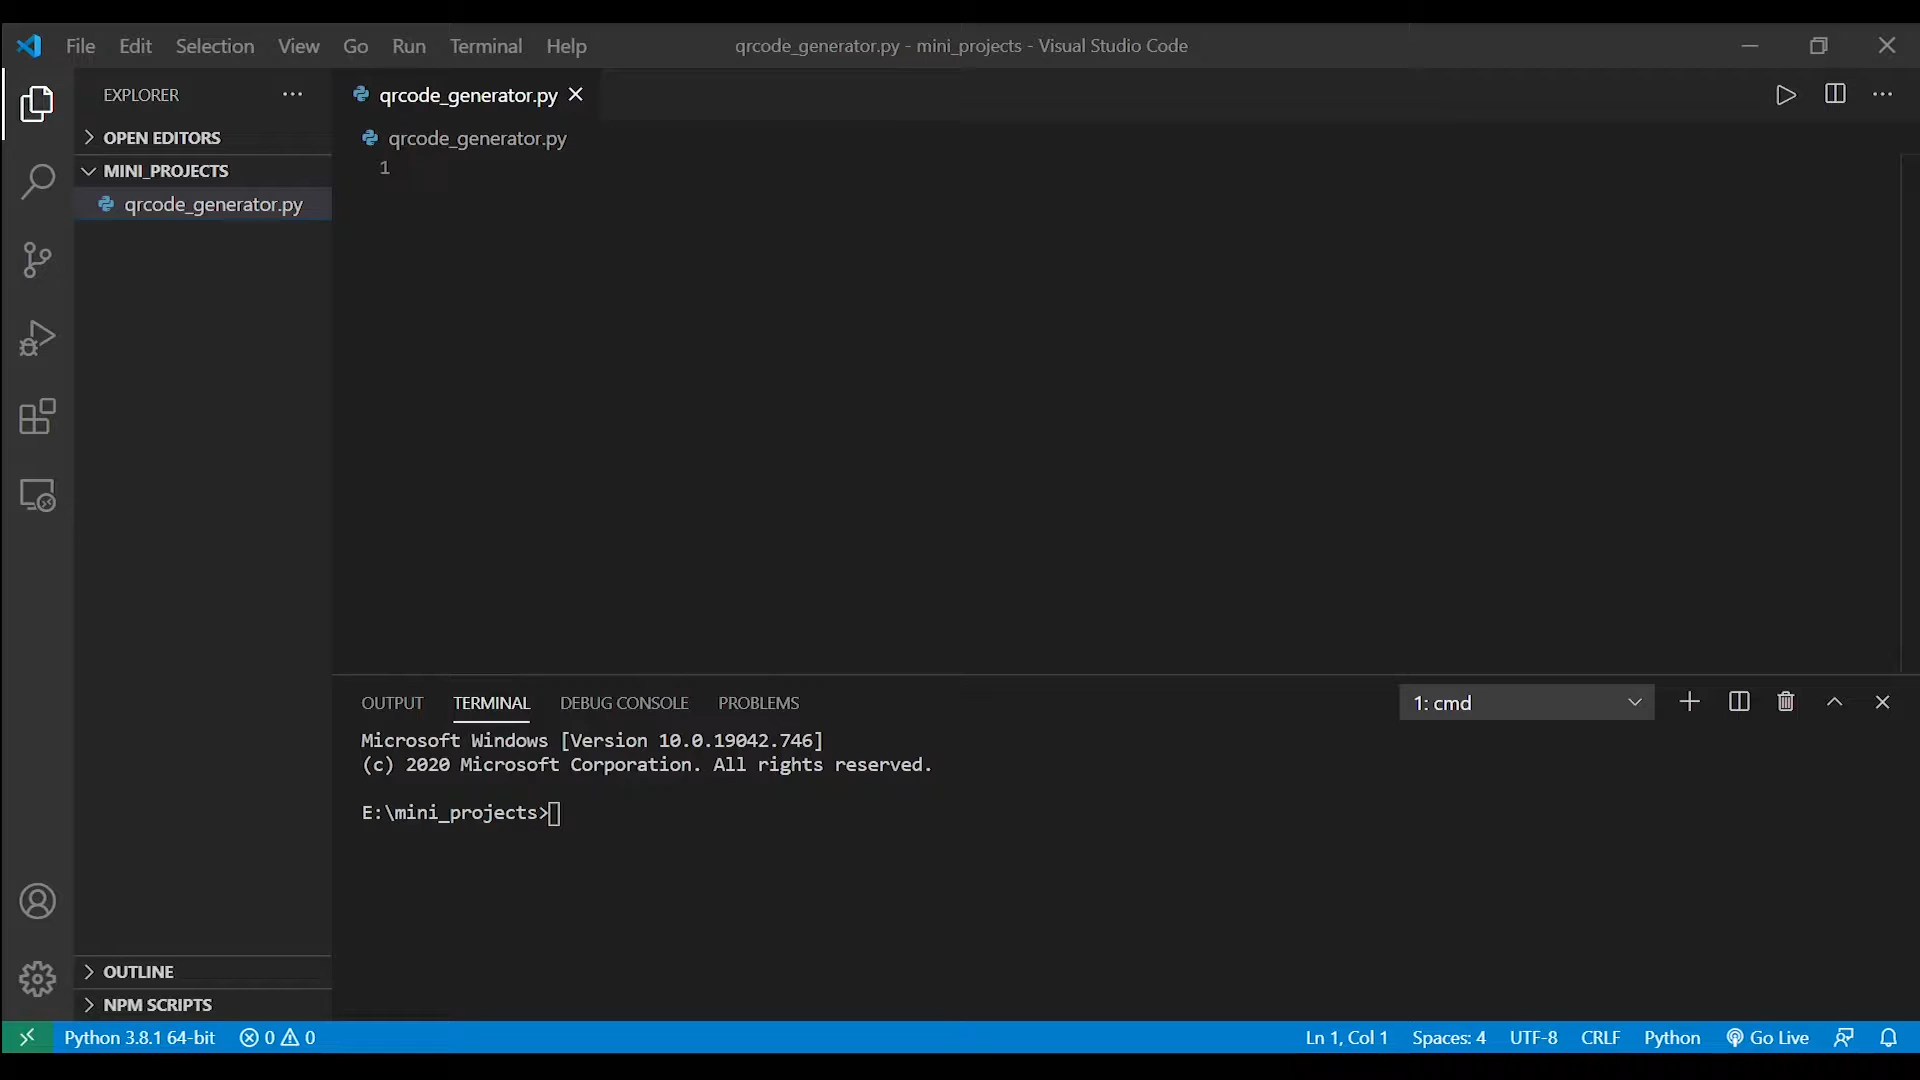 File Edit Selection View Go Run Terminal Help
qrcode_generator.py - mini_projects - Visual Studio Code
EXPLORER
OPEN EDITORS
MINI_PROJECTS
qrcode_generator.py
qrcode_generator.py
qrcode_generator.py
1
OUTPUT TERMINAL DEBUG CONSOLE PROBLEMS
1: cmd
Microsoft Windows [Version 10.0.19042.746]
(c) 2020 Microsoft Corporation. All rights reserved.
E:\mini_projects>
OUTLINE
NPM SCRIPTS
Python 3.8.1 64-bit 0 0
Ln 1, Col 1 Spaces: 4 UTF-8 CRLF Python Go Live